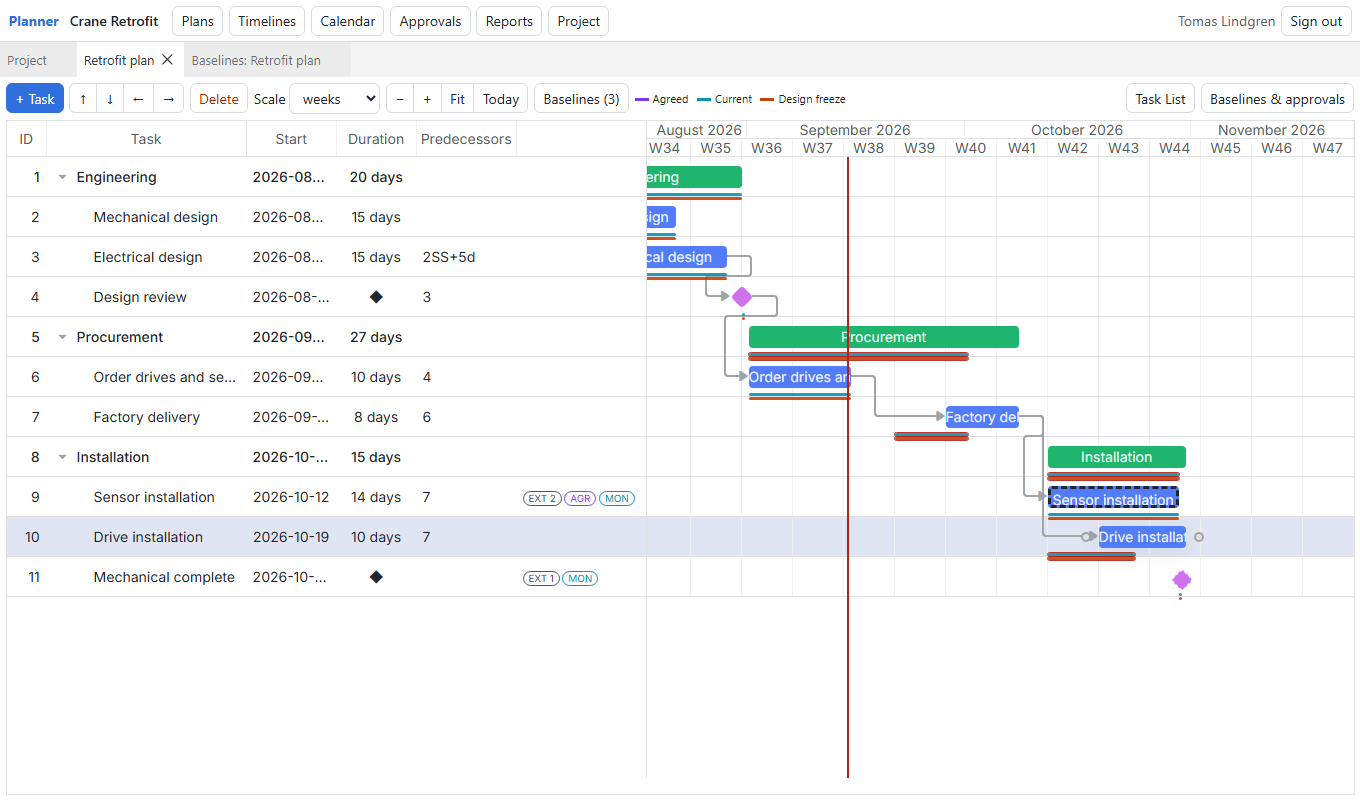 Planner Crane Retrofit Plans Timelines Calendar Approvals Reports Project Tomas Lindgren Sign out
Project Retrofit plan Baselines: Retrofit plan
+ Task ↑ ↓ ← → Delete Scale weeks − + Fit Today Baselines (3) Agreed Current Design freeze Task List Baselines & approvals
ID Task Start Duration Predecessors
August 2026 September 2026 October 2026 November 2026
W34 W35 W36 W37 W38 W39 W40 W41 W42 W43 W44 W45 W46 W47
1 Engineering 2026-08... 20 days ering
2 Mechanical design 2026-08... 15 days sign
3 Electrical design 2026-08... 15 days 2SS+5d cal design
4 Design review 2026-08-... 3
5 Procurement 2026-09... 27 days Procurement
6 Order drives and se... 2026-09... 10 days 4 Order drives an
7 Factory delivery 2026-09-... 8 days 6 Factory del
8 Installation 2026-10-... 15 days Installation
9 Sensor installation 2026-10-12 14 days 7 EXT 2 AGR MON Sensor installation
10 Drive installation 2026-10-19 10 days 7 Drive installat
11 Mechanical complete 2026-10-... EXT 1 MON